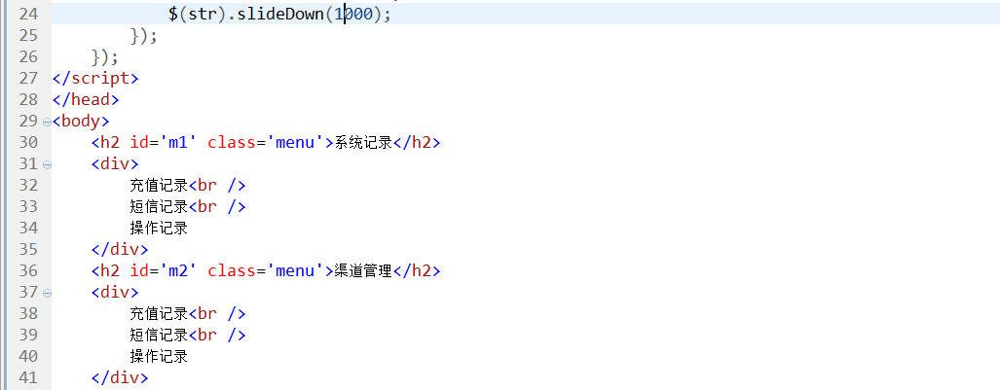 24 $(str).slideDown(1000);
25 });
26 });
27 </script>
28 </head>
29 <body>
30 <h2 id='m1' class='menu'>系统记录</h2>
31 <div>
32 充值记录<br />
33 短信记录<br />
34 操作记录
35 </div>
36 <h2 id='m2' class='menu'>渠道管理</h2>
37 <div>
38 充值记录<br />
39 短信记录<br />
40 操作记录
41 </div>